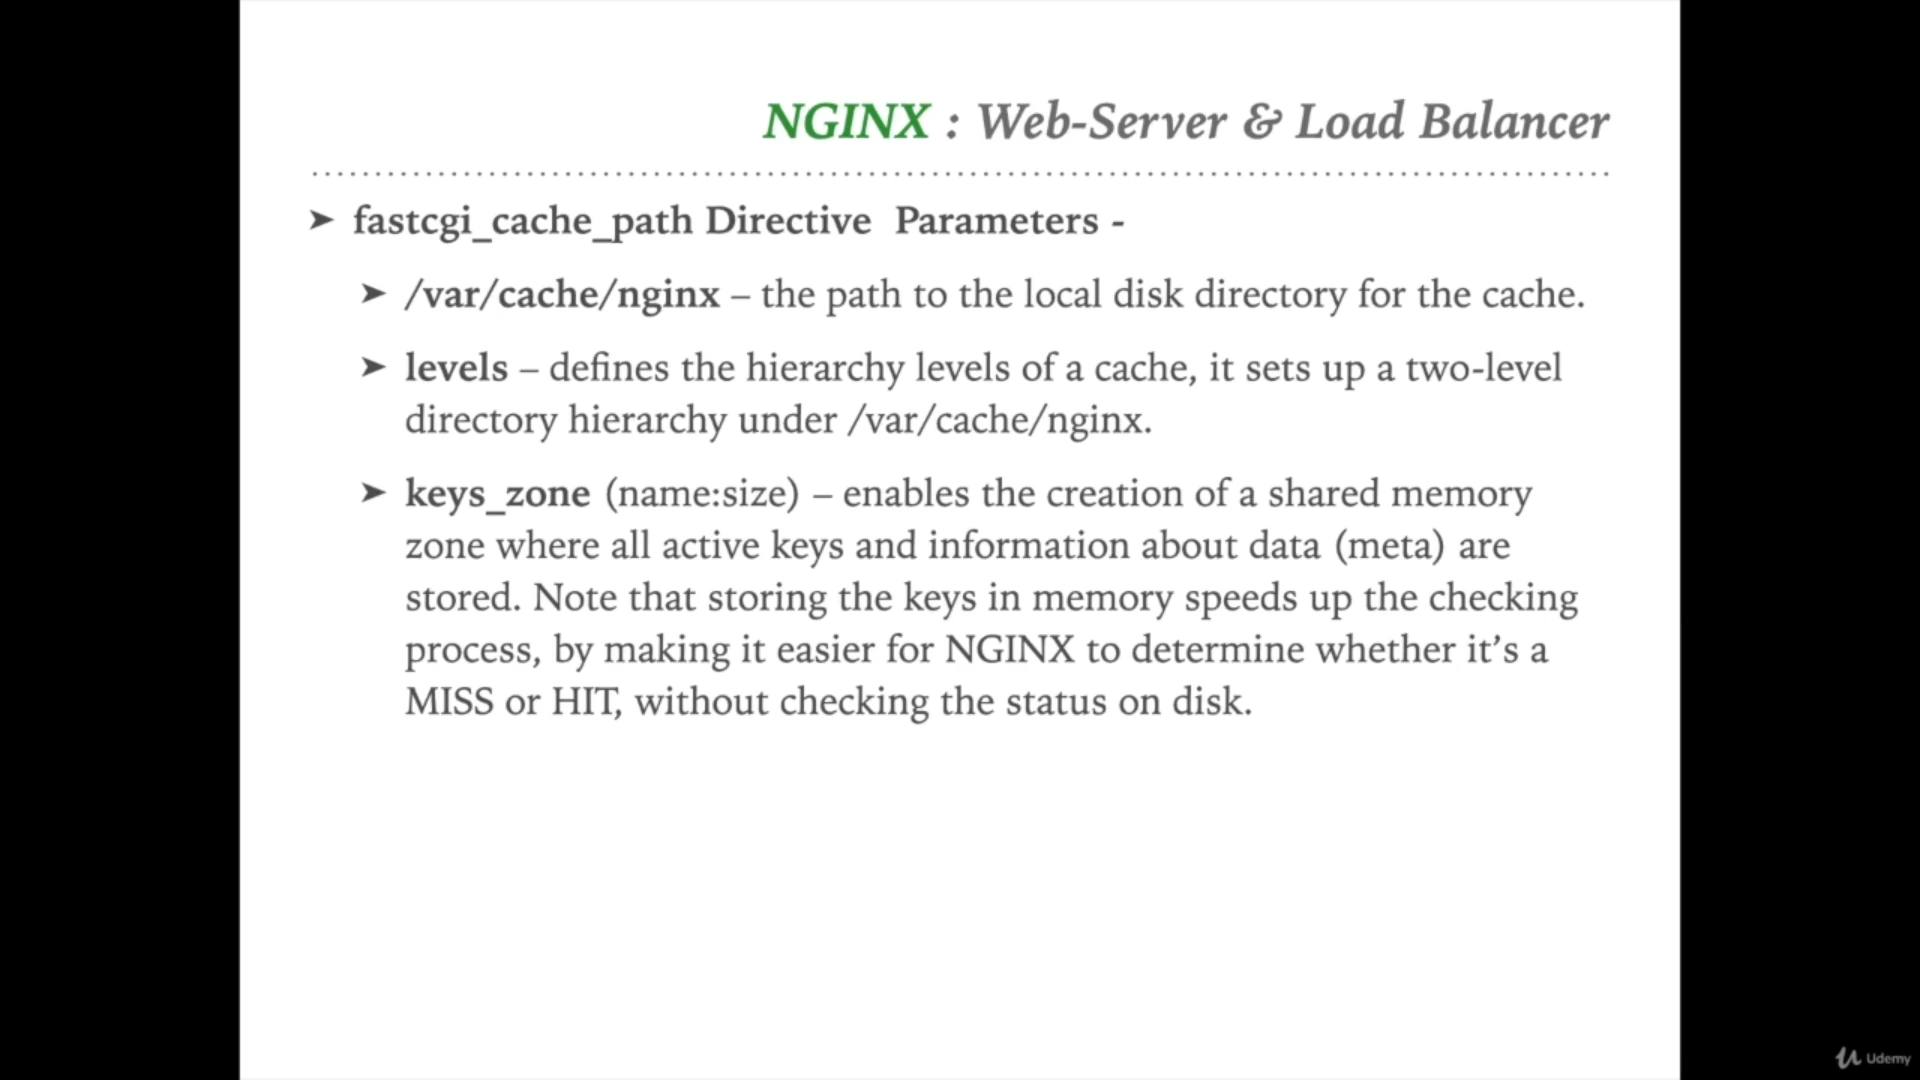 NGINX : Web-Server & Load Balancer
➤ fastcgi_cache_path Directive  Parameters -
➤ /var/cache/nginx – the path to the local disk directory for the cache.
➤ levels – defines the hierarchy levels of a cache, it sets up a two-level
directory hierarchy under /var/cache/nginx.
➤ keys_zone (name:size) – enables the creation of a shared memory
zone where all active keys and information about data (meta) are
stored. Note that storing the keys in memory speeds up the checking
process, by making it easier for NGINX to determine whether it’s a
MISS or HIT, without checking the status on disk.
Udemy